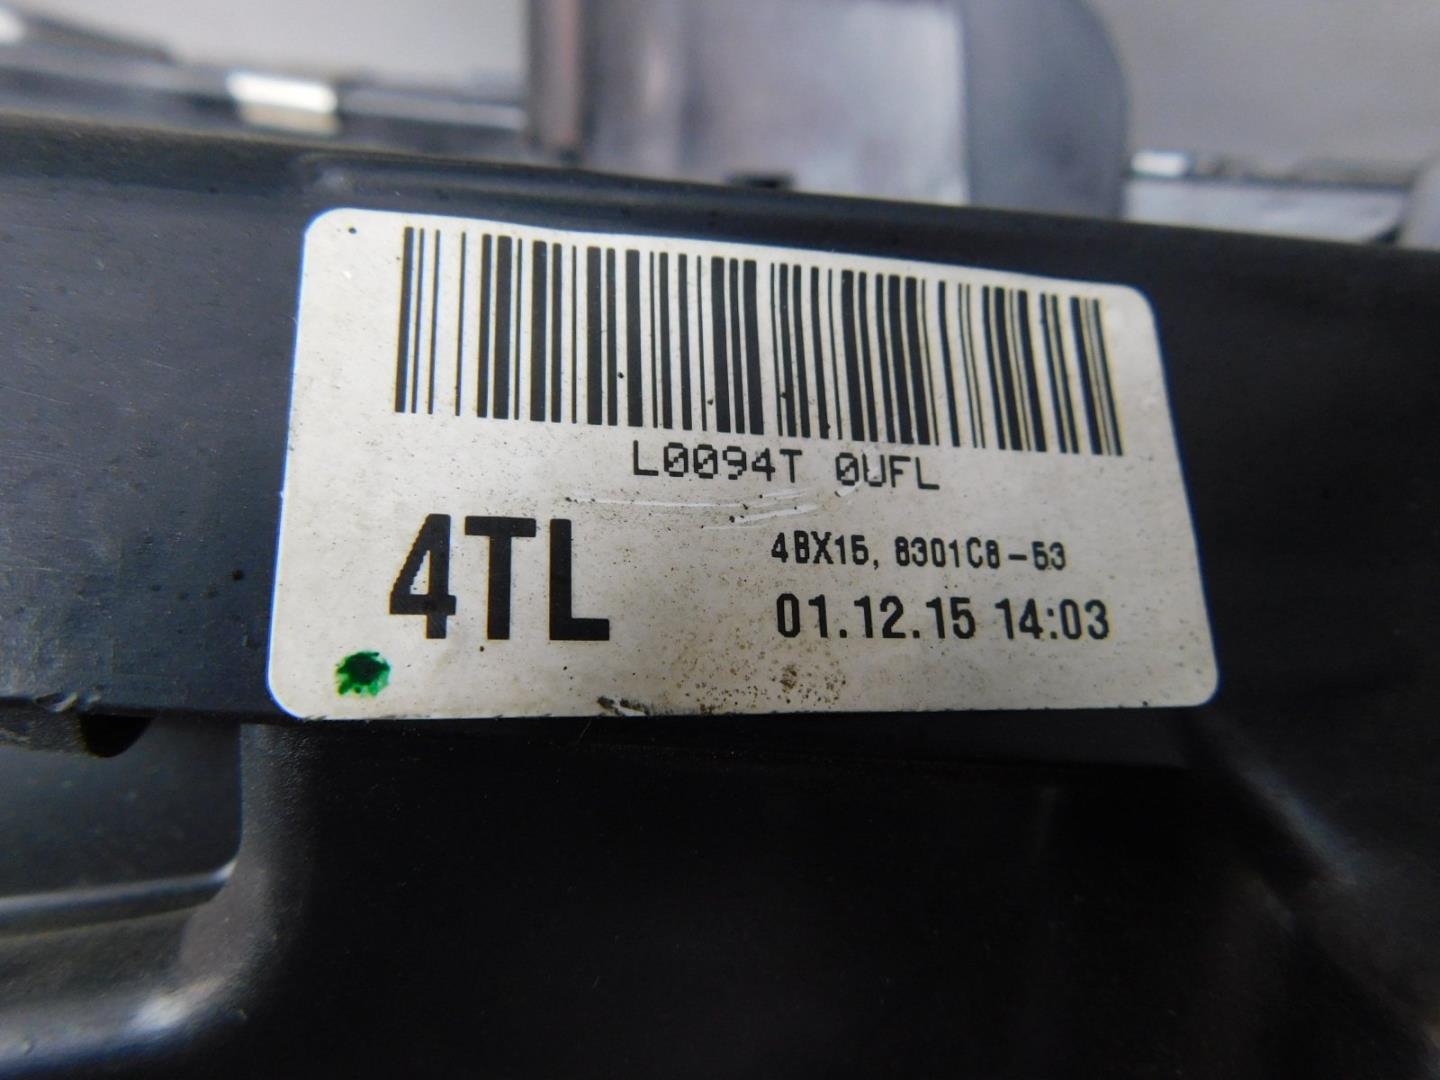 L0094T 0UFL
4TL
4BX15, 8301C8-53
01.12.15 14:03